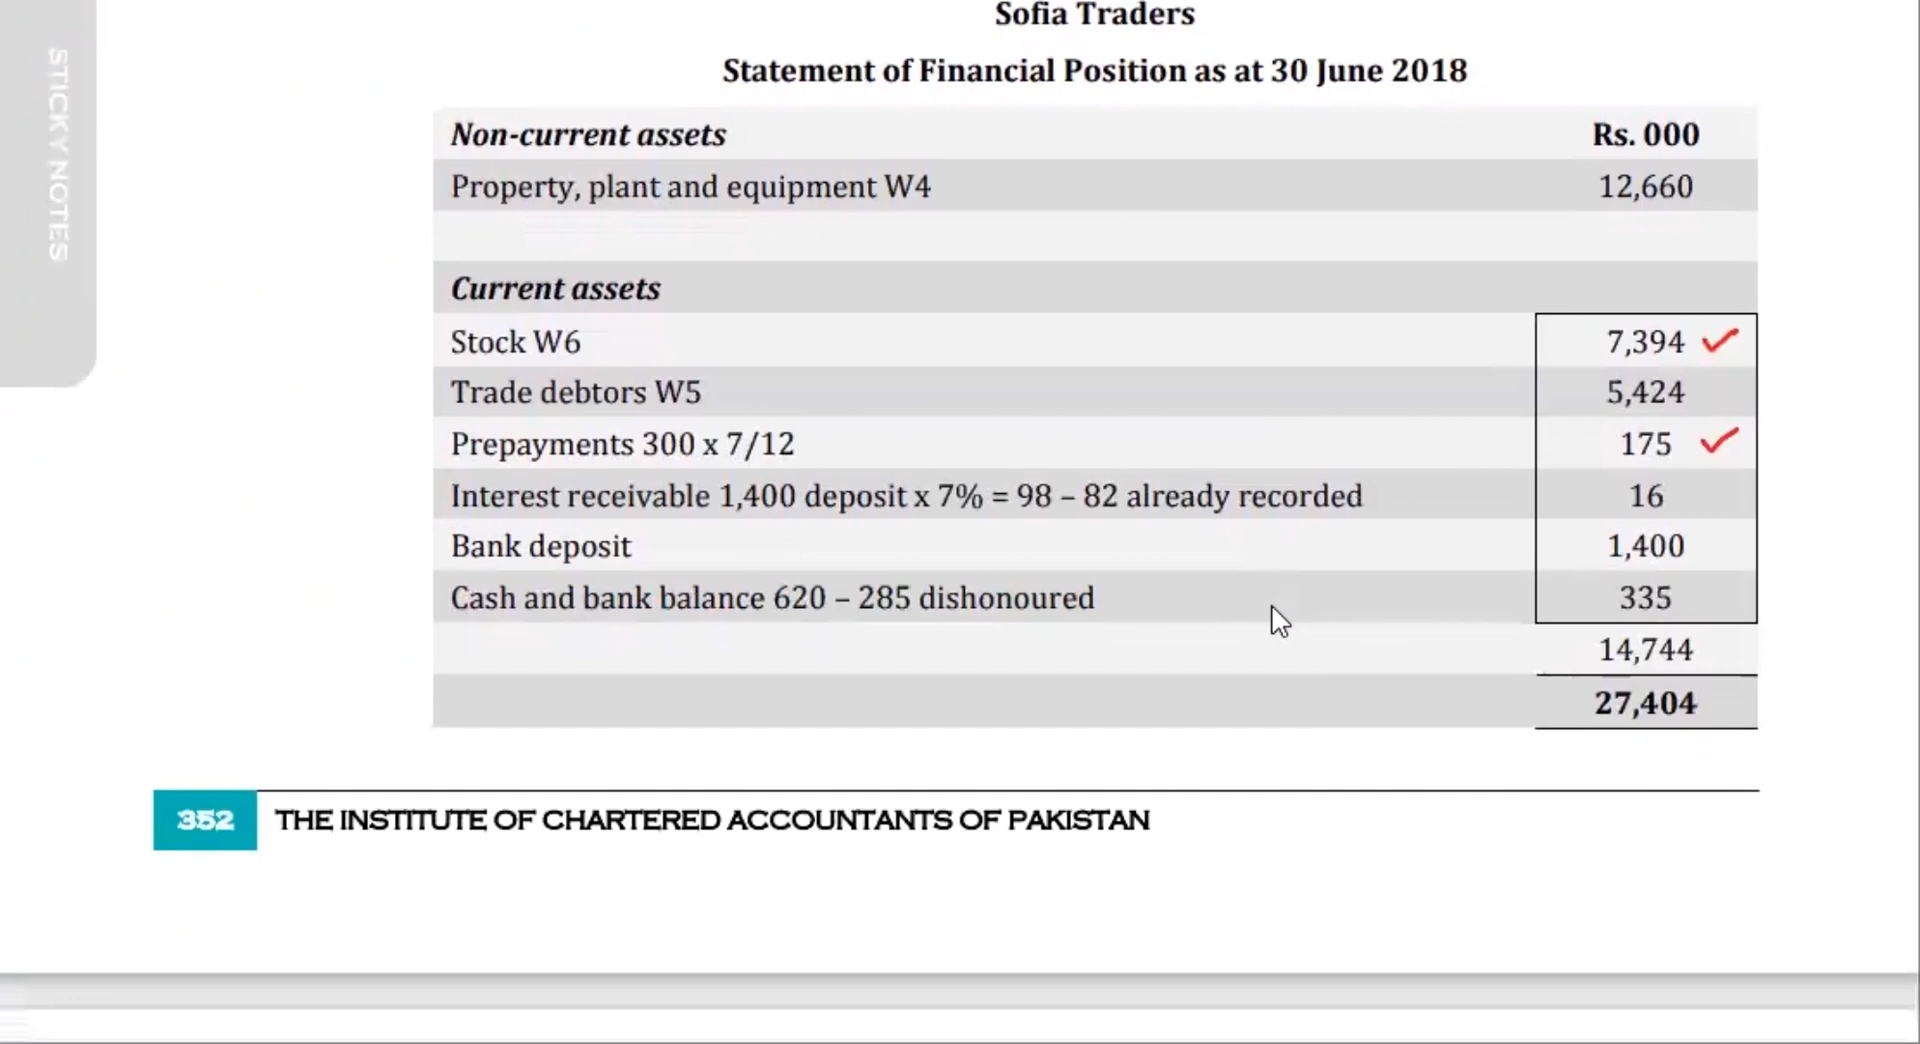 STICKY NOTES
Sofia Traders
Statement of Financial Position as at 30 June 2018
Non-current assets Rs. 000
Property, plant and equipment W4 12,660
Current assets
Stock W6 7,394
Trade debtors W5 5,424
Prepayments 300 x 7/12 175
Interest receivable 1,400 deposit x 7% = 98 – 82 already recorded 16
Bank deposit 1,400
Cash and bank balance 620 – 285 dishonoured 335
14,744
27,404
352 THE INSTITUTE OF CHARTERED ACCOUNTANTS OF PAKISTAN